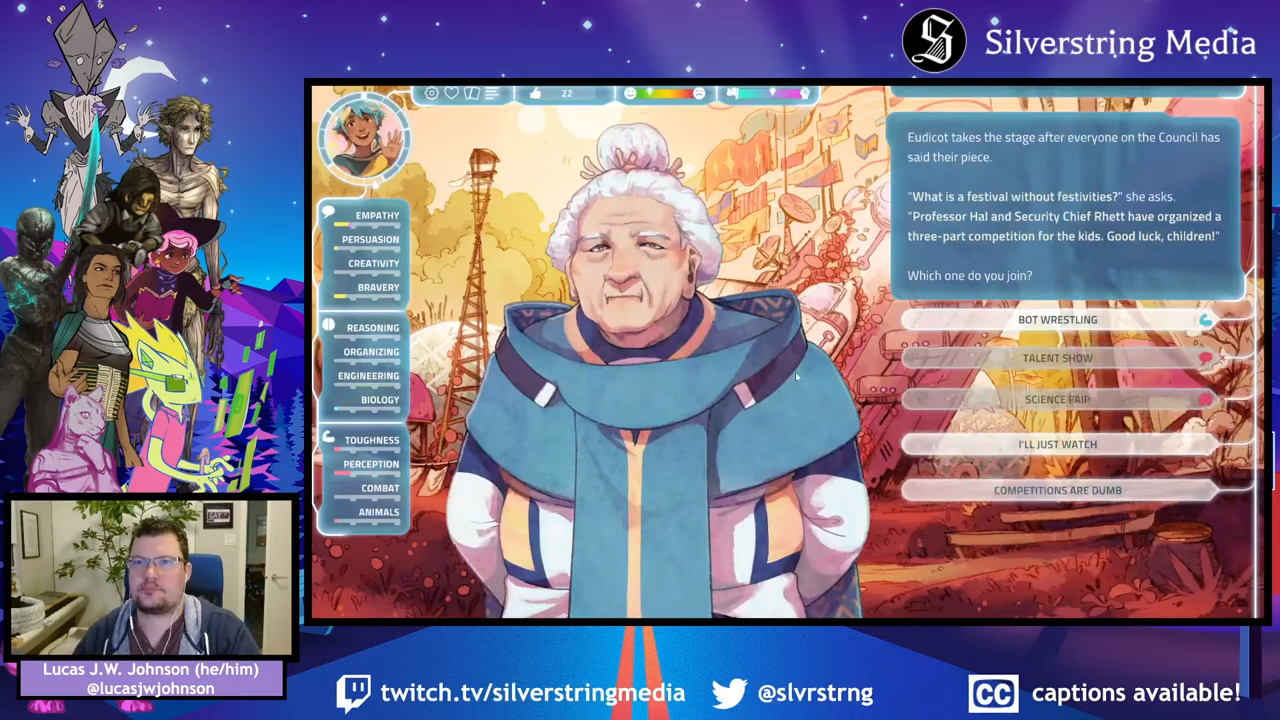 Silverstring Media
22
Eudicot takes the stage after everyone on the Council has
said their piece.
"What is a festival without festivities?" she asks.
"Professor Hal and Security Chief Rhett have organized a
three-part competition for the kids. Good luck, children!"
Which one do you join?
BOT WRESTLING
TALENT SHOW
SCIENCE FAIR
I'LL JUST WATCH
COMPETITIONS ARE DUMB
EMPATHY
PERSUASION
CREATIVITY
BRAVERY
REASONING
ORGANIZING
ENGINEERING
BIOLOGY
TOUGHNESS
PERCEPTION
COMBAT
ANIMALS
GAY
Lucas J.W. Johnson (he/him)
@lucasjwjohnson
twitch.tv/silverstringmedia
@slvrstrng
CC
captions available!